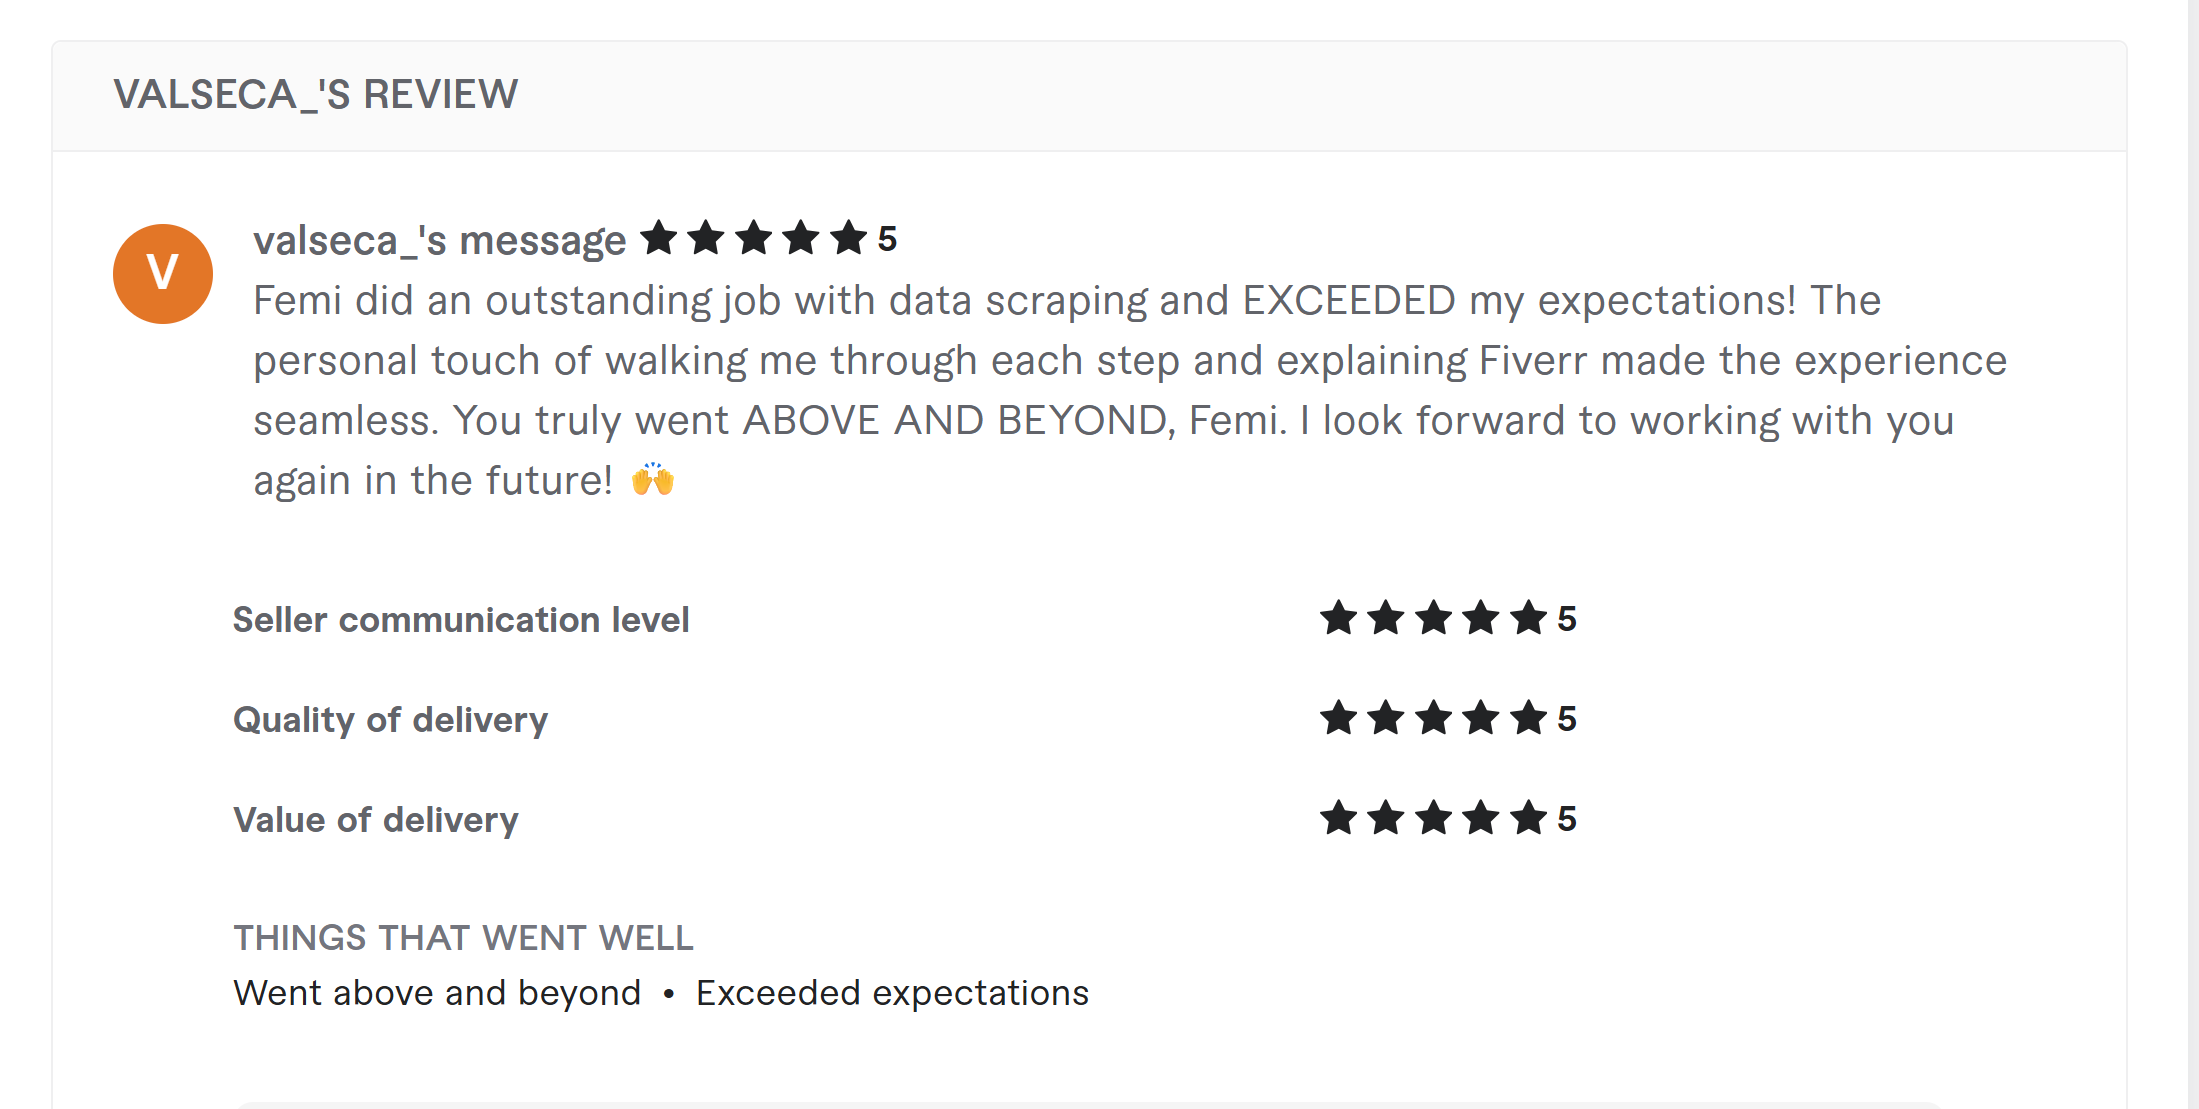 VALSECA_'S REVIEW
V
valseca_'s message ★★★★★ 5
Femi did an outstanding job with data scraping and EXCEEDED my expectations! The
personal touch of walking me through each step and explaining Fiverr made the experience
seamless. You truly went ABOVE AND BEYOND, Femi. I look forward to working with you
again in the future! 🙌
Seller communication level ★★★★★ 5
Quality of delivery ★★★★★ 5
Value of delivery ★★★★★ 5
THINGS THAT WENT WELL
Went above and beyond • Exceeded expectations